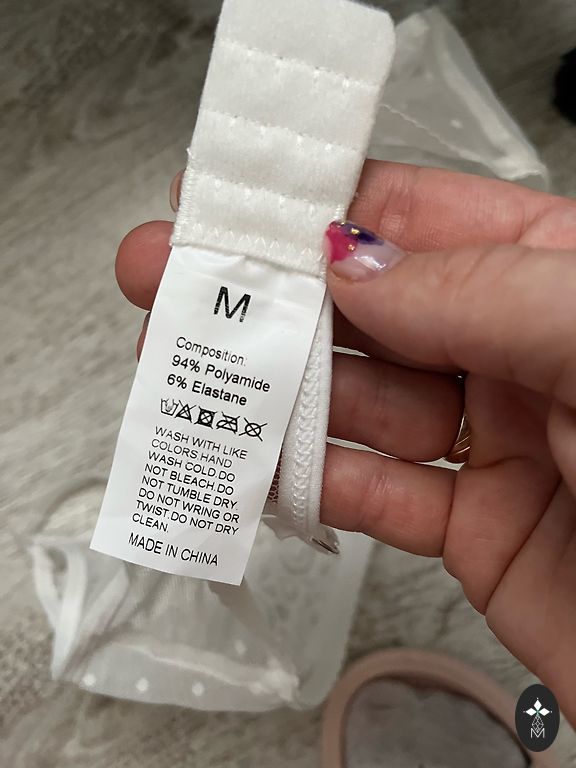 M
Composition:
94% Polyamide
6% Elastane
WASH WITH LIKE
COLORS.HAND
WASH COLD.DO
NOT BLEACH.DO
NOT TUMBLE DRY.
DO NOT WRING OR
TWIST.DO NOT DRY
CLEAN.
MADE IN CHINA
M